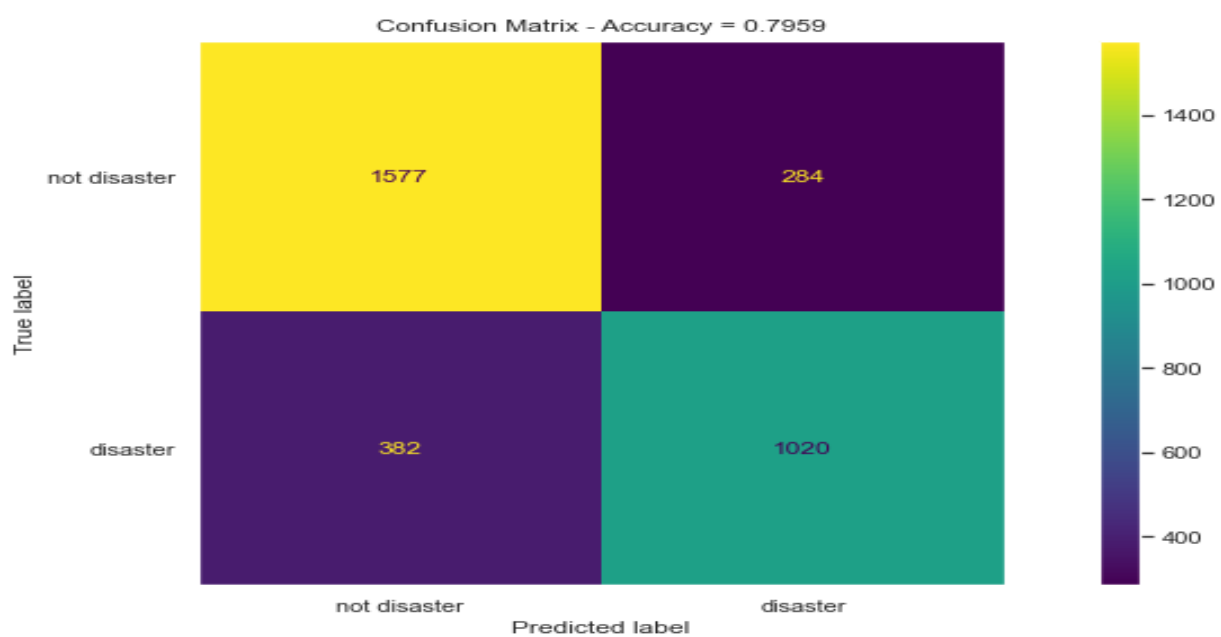 Confusion Matrix - Accuracy = 0.7959
not disaster
1577
284
disaster
382
1020
True label
not disaster
disaster
Predicted label
1400
1200
1000
800
600
400